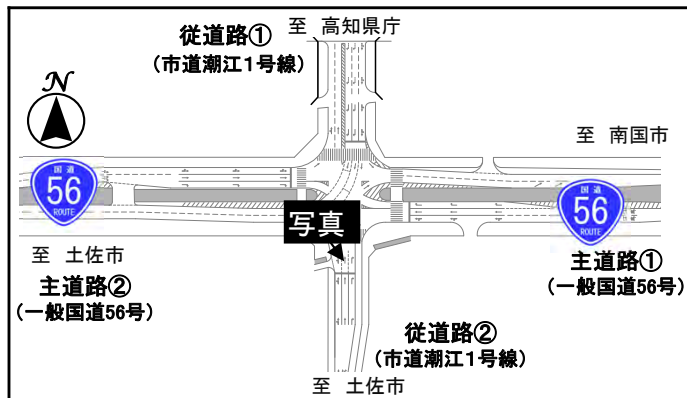 至 高知県庁
従道路①
(市道潮江1号線)
N
至 南国市
国道
56
ROUTE
国道
56
ROUTE
写真
至 土佐市
主道路②
(一般国道56号)
主道路①
(一般国道56号)
従道路②
(市道潮江1号線)
至 土佐市